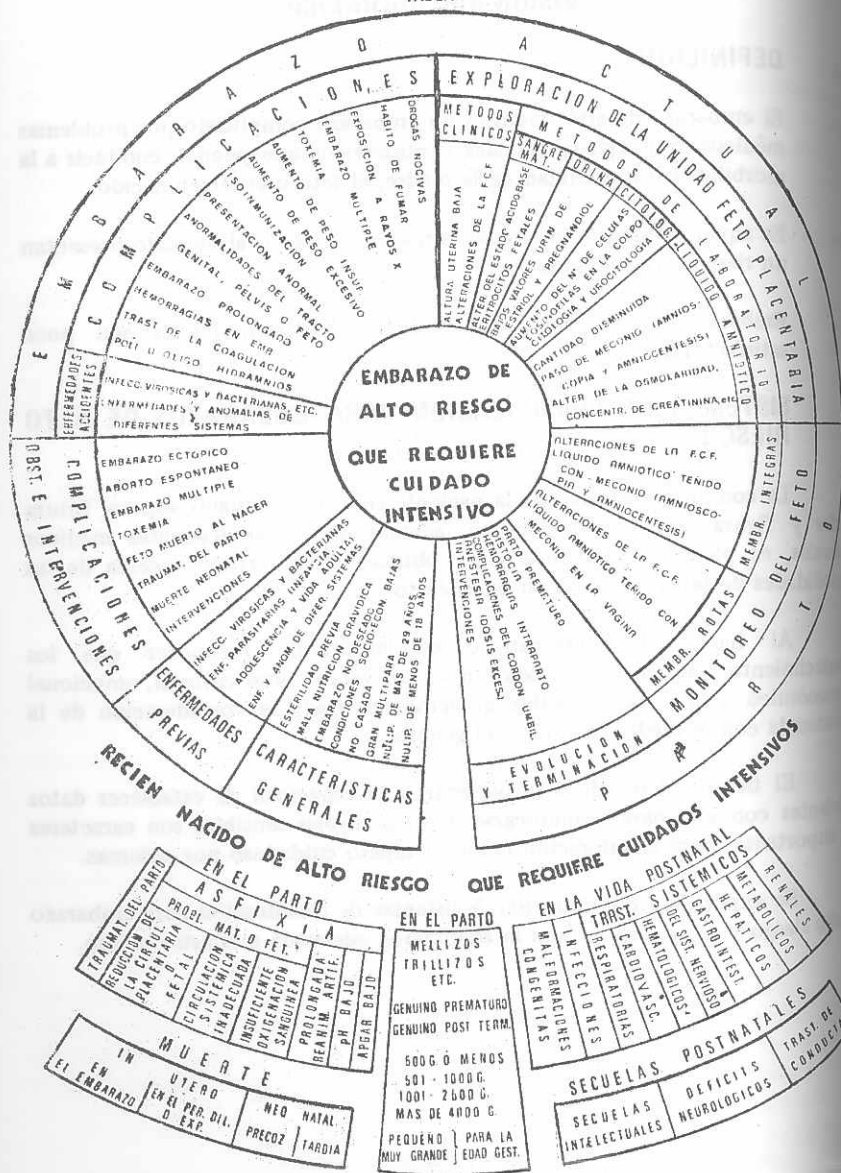 EMBARAZO ACTUAL
COMPLICACIONES
DROGAS NOCIVAS
HABITO DE FUMAR
EXPOSICION A RAYOS X
EMBARAZO MULTIPLE
TOXEMIA
AUMENTO DE PESO INSUF.
AUMENTO DE PESO EXCESIVO
ISOINMUNIZACION
PRESENTACION ANORMAL
ANORMALIDADES DEL TRACTO
GENITAL, PELVIS O FETO
EMBARAZO PROLONGADO
HEMORRAGIAS EN EMB
TRAST DE LA COAGULACION
POLI U OLIGO HIDRAMNIOS
ENFERMEDADES
ACCIDENTES
INFECC. VIROSICAS Y BACTERIANAS, ETC.
ENFERMEDADES Y ANOMALIAS, DE
DIFERENTES SISTEMAS
EXPLORACION DE LA UNIDAD FETO-PLACENTARIA
METODOS
CLINICOS
ALTURA UTERINA BAJA
ALTERACIONES DE LA F.C.F
METODOS DE LABORATORIO
SANGRE
MAT.
ALTER. DEL ESTADO ACIDO-BASE
ERITROCITOS FETALES
ORINA
BAJOS VALORES URIN DE
ESTRIOL Y PREGNANDIOL
CITOLOG.
AUMENTO DEL Nº DE CELULAS
EOSINOFILAS EN LA COLPO
CITOLOGIA Y UROCITOLOGIA
LIQUIDO AMNIOTICO
CANTIDAD DISMINUIDA
PASO DE MECONIO (AMNIOS-
COPIA Y AMNIOCENTESIS)
ALTER DE LA OSMOLARIDAD,
CONCENTR. DE CREATININA, etc.
EMBARAZO DE
ALTO RIESGO
QUE REQUIERE
CUIDADO
INTENSIVO
OBST. E INTERVENCIONES
COMPLICACIONES
EMBARAZO ECTOPICO
ABORTO ESPONTANEO
EMBARAZO MULTIPLE
TOXEMIA
FETO MUERTO AL NACER
TRAUMAT. DEL PARTO
MUERTE NEONATAL
INTERVENCIONES
ENFERMEDADES
PREVIAS
INFECC. VIROSICAS Y BACTERIANAS
ENF. PARASITARIAS (INFANCIA,
ADOLESCENCIA Y VIDA ADULTA)
ENF. Y ANOM. DE DIFER. SISTEMAS
CARACTERISTICAS
GENERALES
ESTERILIDAD PREVIA
MALA NUTRICION GRAVIDICA
EMBARAZO NO DESEADO
CONDICIONES SOCIO-ECON BAJAS
NO CASADA
GRAN MULTIPARA
NULIP. DE MAS DE 29 AÑOS
NULIP. DE MENOS DE 18 AÑOS
PARTO
MONITOREO DEL FETO
MEMBR. INTEGRAS
ALTERACIONES DE LA F.C.F.
LIQUIDO AMNIOTICO TEÑIDO
CON MECONIO (AMNIOSCO-
PIA Y AMNIOCENTESIS)
MEMBR. ROTAS
ALTERACIONES DE LA F.C.F.
LIQUIDO AMNIOTICO TEÑIDO CON
MECONIO EN LA VAGINA
EVOLUCION
Y TERMINACION
PARTO PREMATURO
DISTOCIA
HEMORRAGIAS INTRAPARTO
COMPLICACIONES DEL CORDON UMBIL.
ANESTESIA (DOSIS EXCES.)
INTERVENCIONES
RECIEN NACIDO DE ALTO RIESGO QUE REQUIERE CUIDADOS INTENSIVOS
EN EL PARTO
TRAUMAT. DEL PARTO
ASFIXIA
PROBL. MAT. O FET.
REDUCCION DE
LA CIRCUL.
PLACENTARIA
O
FETAL
CIRCULACION
SISTEMICA
INADECUADA
INSUFICIENTE
OXIGENACION
SANGUINEA
PROLONGADA
REANIM. ARTIF.
PH BAJO
APGAR BAJO
MUERTE
IN UTERO
EN
EL EMBARAZO
EN EL PER. DIL.
O EXP.
NEO NATAL
PRECOZ
TARDIA
EN EL PARTO
MELLIZOS
TRILLIZOS
ETC.
GENUINO PREMATURO
GENUINO POST TERM.
500 G. O MENOS
501 - 1000 G.
1001 - 2500 G.
MAS DE 4000 G.
PEQUEÑO
MUY GRANDE
PARA LA
EDAD GEST.
EN LA VIDA POSTNATAL
MALFORMACIONES
CONGENITAS
INFECCIONES
TRAST. SISTEMICOS
RESPIRATORIAS
CARDIOVASC.
HEMATOLOGICOS
DE SIST. NERVIOSO
GASTROINTEST.
HEPATICOS
METABOLICOS
RENALES
SECUELAS POSTNATALES
SECUELAS
INTELECTUALES
DEFICITS
NEUROLOGICOS
TRAST. DE
CONDUCTA